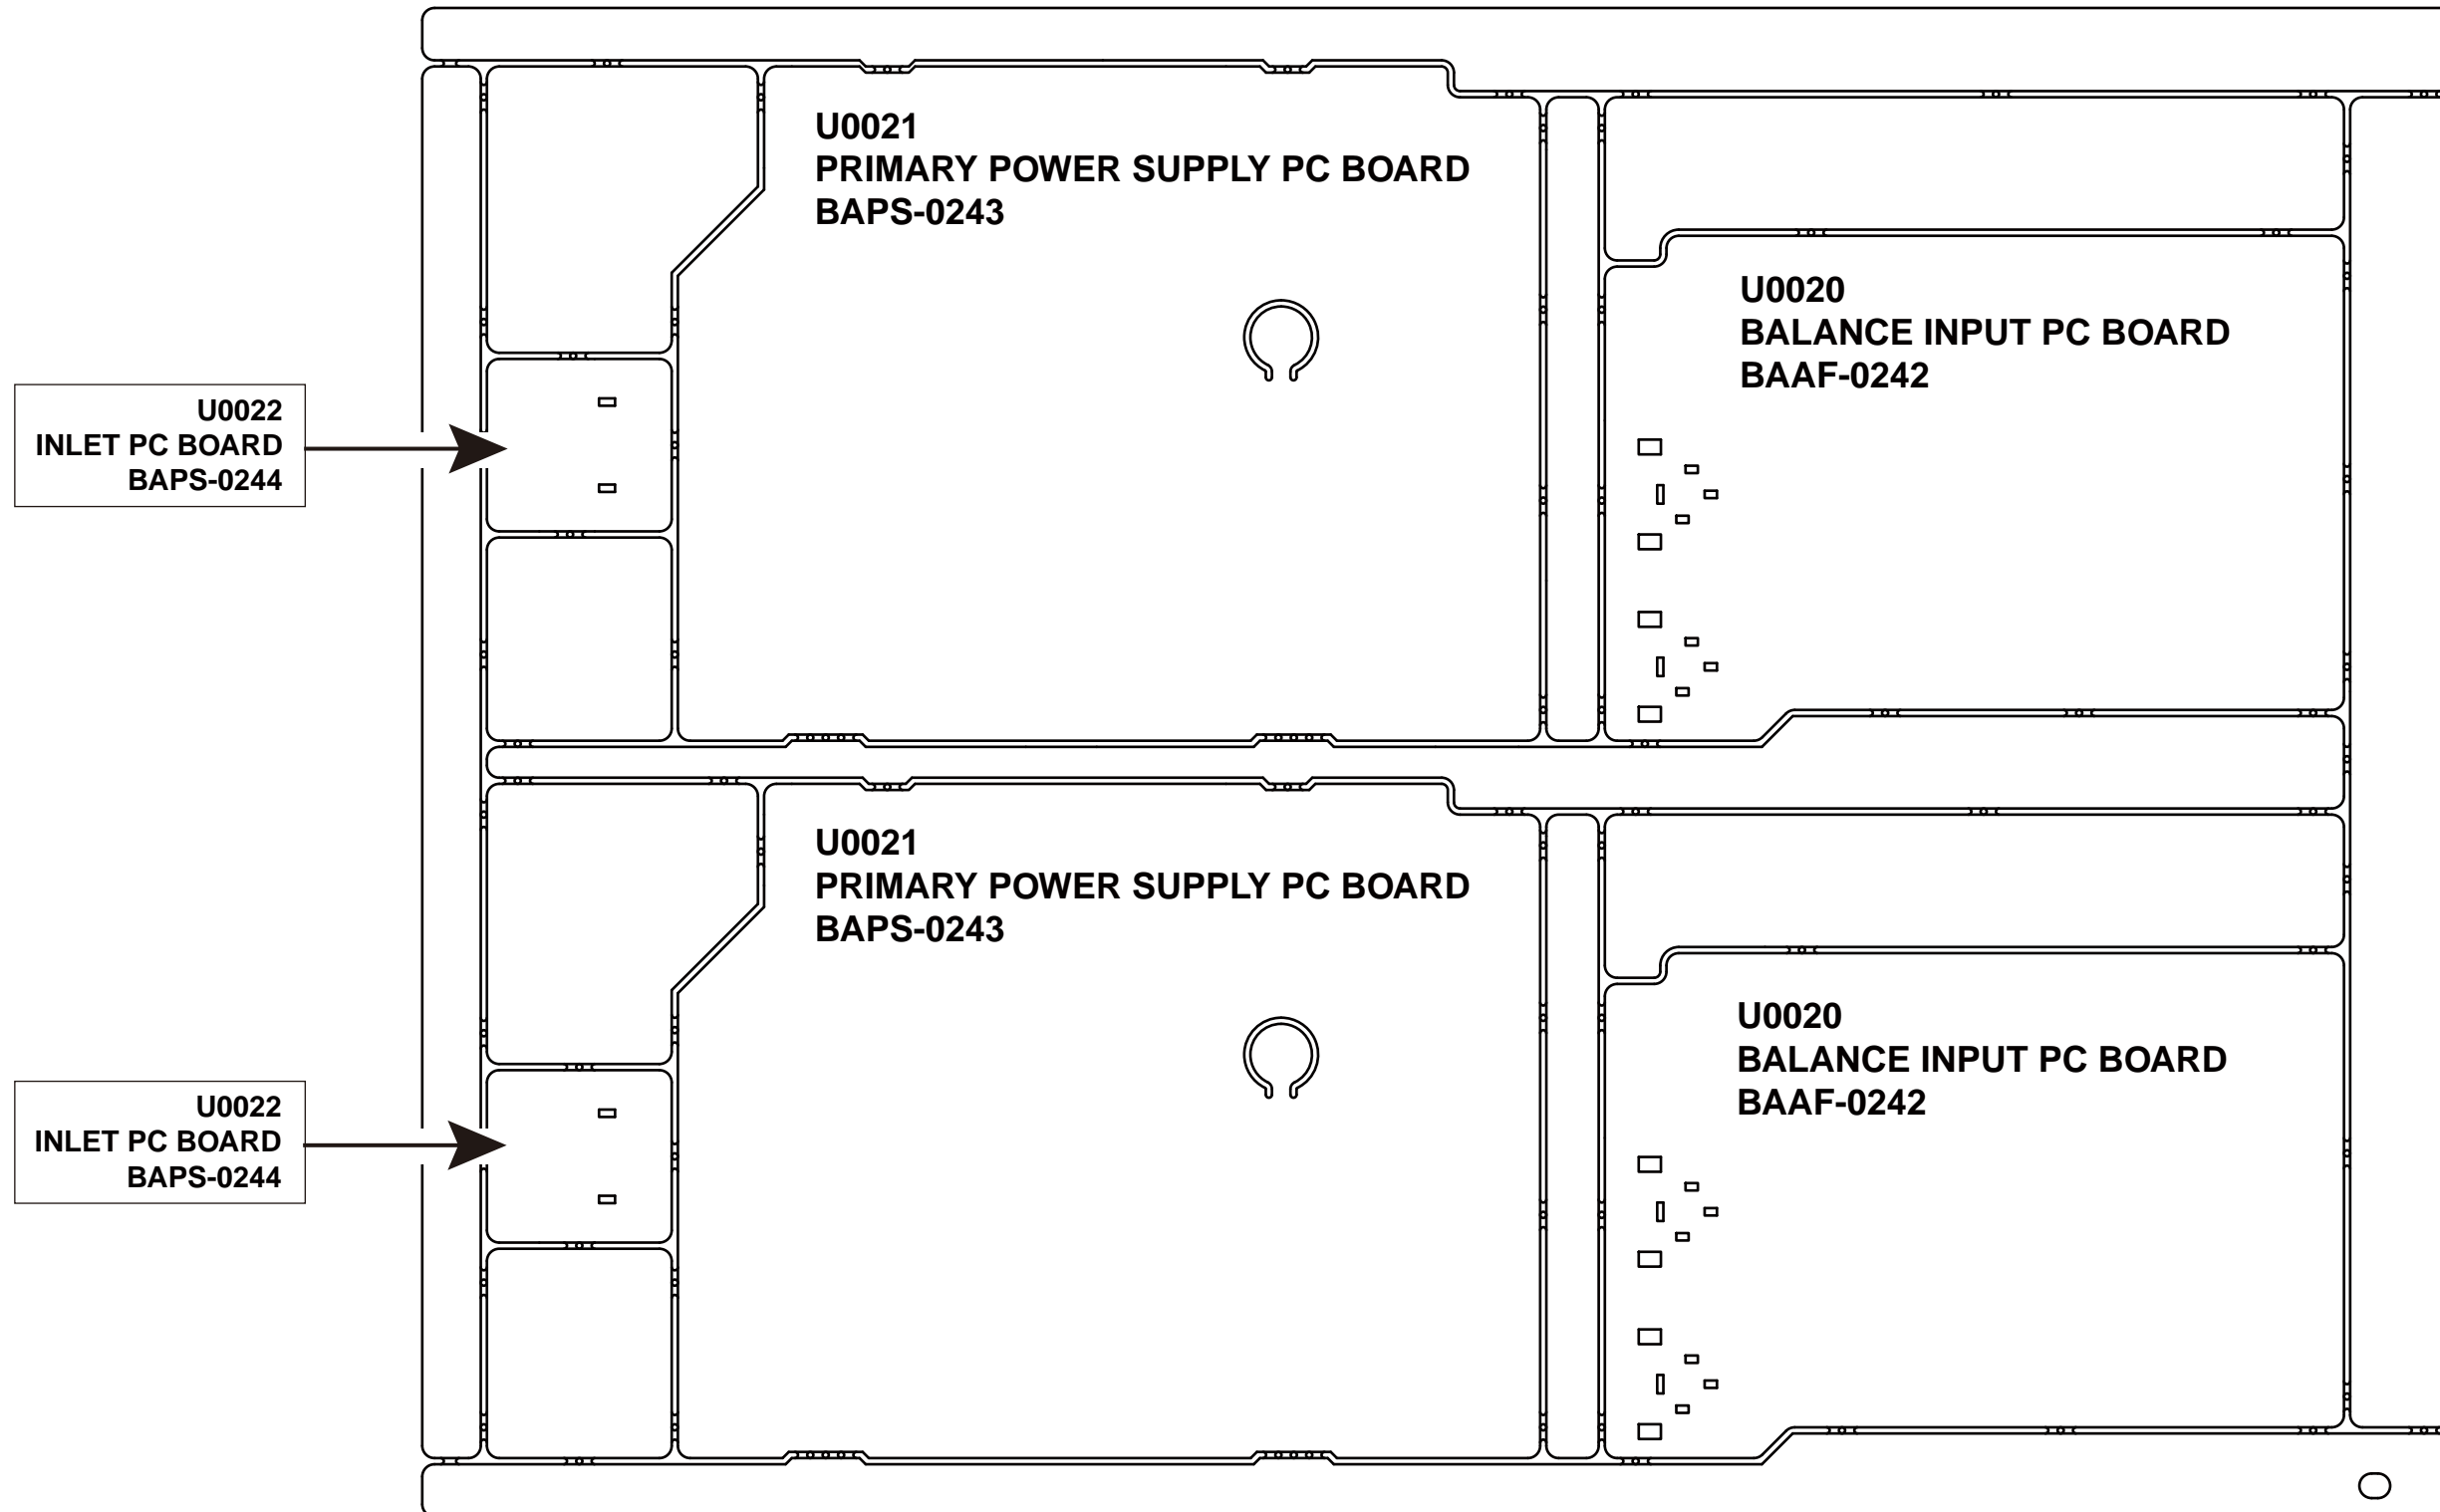 U0021
PRIMARY POWER SUPPLY PC BOARD
BAPS-0243
U0020
BALANCE INPUT PC BOARD
BAAF-0242
U0022
INLET PC BOARD
BAPS-0244
U0021
PRIMARY POWER SUPPLY PC BOARD
BAPS-0243
U0020
BALANCE INPUT PC BOARD
BAAF-0242
U0022
INLET PC BOARD
BAPS-0244